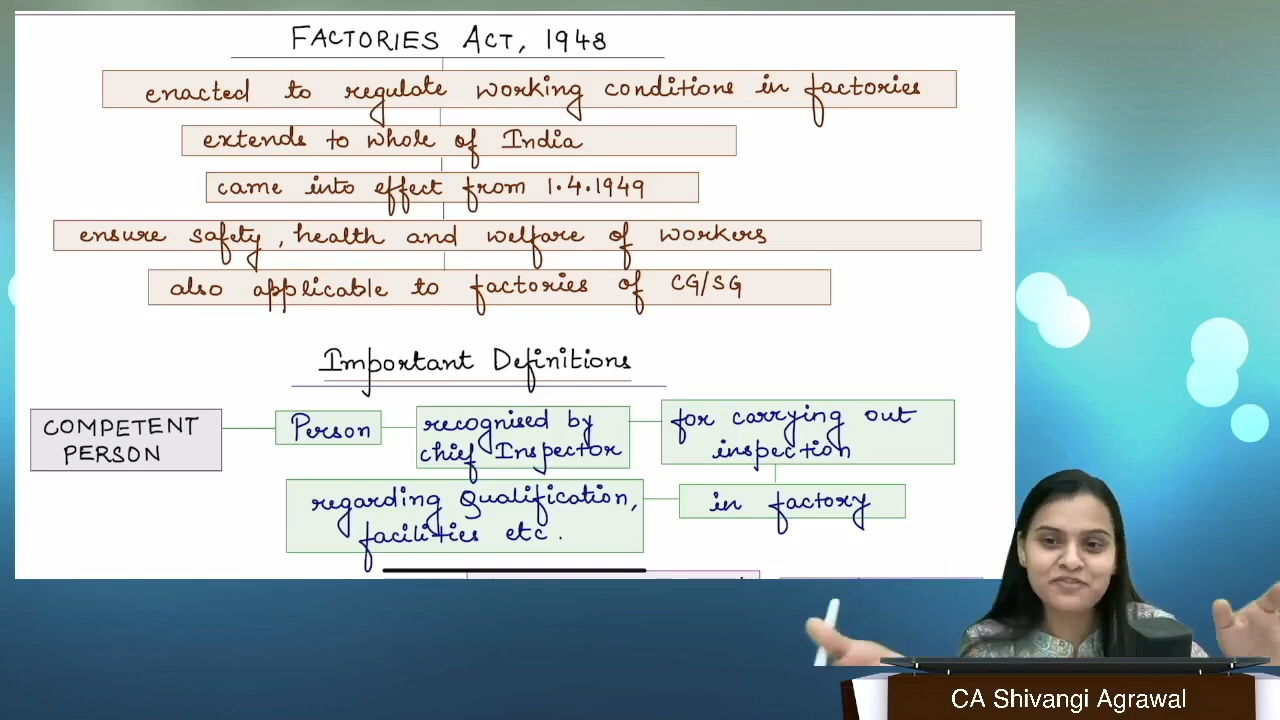 FACTORIES ACT, 1948
enacted to regulate working conditions in factories
extends to whole of India
came into effect from 1.4.1949
ensure safety, health and welfare of workers
also applicable to factories of CG/SG
Important Definitions
COMPETENT
PERSON
Person
recognised by
chief Inspector
for carrying out
inspection
in factory
regarding Qualification,
facilities etc.
CA Shivangi Agrawal